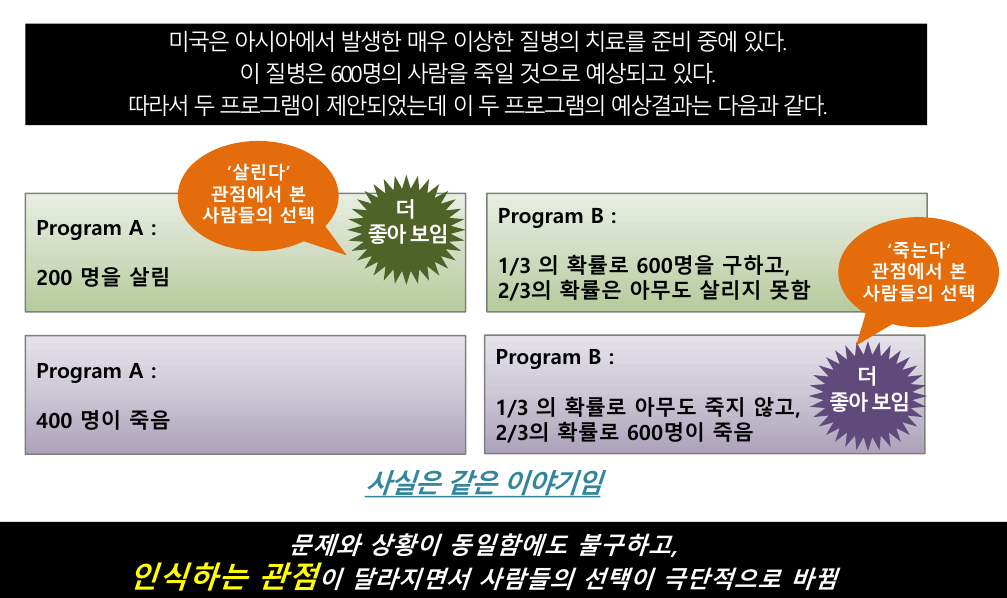 미국은 아시아에서 발생한 매우 이상한 질병의 치료를 준비 중에 있다.
이 질병은 600명의 사람을 죽일 것으로 예상되고 있다.
따라서 두 프로그램이 제안되었는데 이 두 프로그램의 예상결과는 다음과 같다.
‘살린다’
관점에서 본
사람들의 선택
더
좋아 보임
Program A :
200 명을 살림
Program B :
1/3 의 확률로 600명을 구하고,
2/3의 확률은 아무도 살리지 못함
‘죽는다’
관점에서 본
사람들의 선택
Program A :
400 명이 죽음
Program B :
1/3 의 확률로 아무도 죽지 않고,
2/3의 확률로 600명이 죽음
더
좋아 보임
사실은 같은 이야기임
문제와 상황이 동일함에도 불구하고,
인식하는 관점이 달라지면서 사람들의 선택이 극단적으로 바뀜